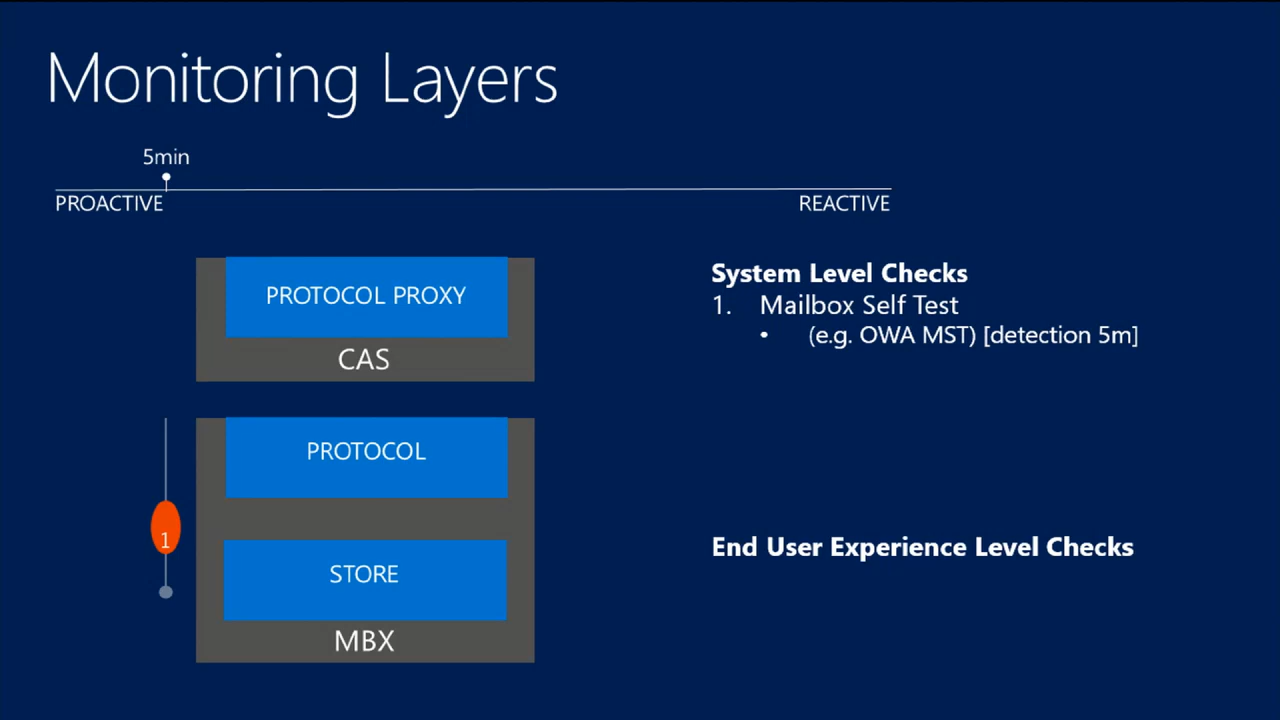 Monitoring Layers
5min
PROACTIVE
REACTIVE
PROTOCOL PROXY
CAS
PROTOCOL
1
STORE
MBX
System Level Checks
1. Mailbox Self Test
• (e.g. OWA MST) [detection 5m]
End User Experience Level Checks